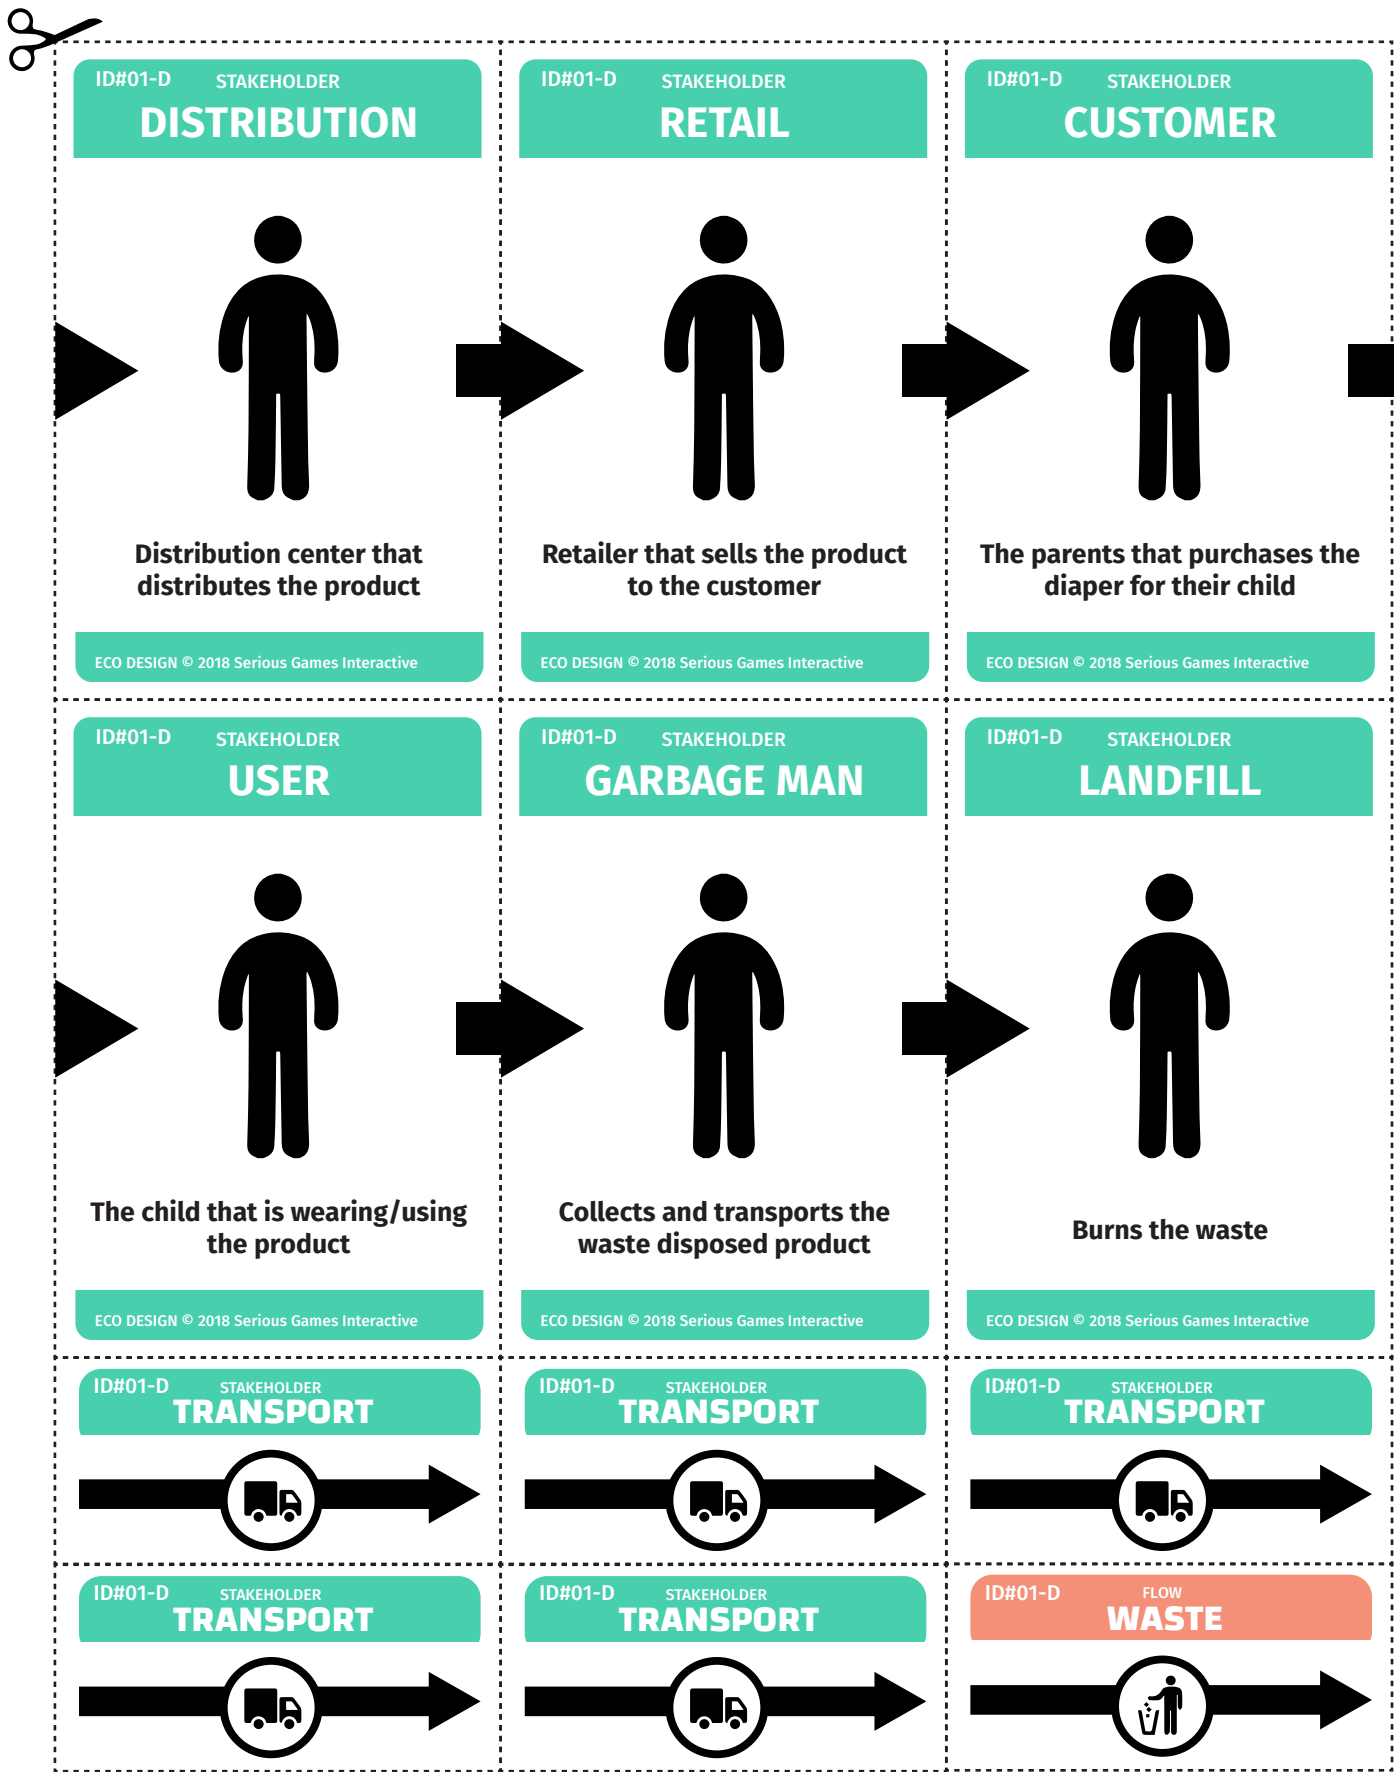 ID#01-D STAKEHOLDER
DISTRIBUTION
Distribution center that
distributes the product
ECO DESIGN © 2018 Serious Games Interactive
ID#01-D STAKEHOLDER
RETAIL
Retailer that sells the product
to the customer
ECO DESIGN © 2018 Serious Games Interactive
ID#01-D STAKEHOLDER
CUSTOMER
The parents that purchases the
diaper for their child
ECO DESIGN © 2018 Serious Games Interactive
ID#01-D STAKEHOLDER
USER
The child that is wearing/using
the product
ECO DESIGN © 2018 Serious Games Interactive
ID#01-D STAKEHOLDER
GARBAGE MAN
Collects and transports the
waste disposed product
ECO DESIGN © 2018 Serious Games Interactive
ID#01-D STAKEHOLDER
LANDFILL
Burns the waste
ECO DESIGN © 2018 Serious Games Interactive
ID#01-D STAKEHOLDER
TRANSPORT
ID#01-D STAKEHOLDER
TRANSPORT
ID#01-D STAKEHOLDER
TRANSPORT
ID#01-D STAKEHOLDER
TRANSPORT
ID#01-D STAKEHOLDER
TRANSPORT
ID#01-D FLOW
WASTE